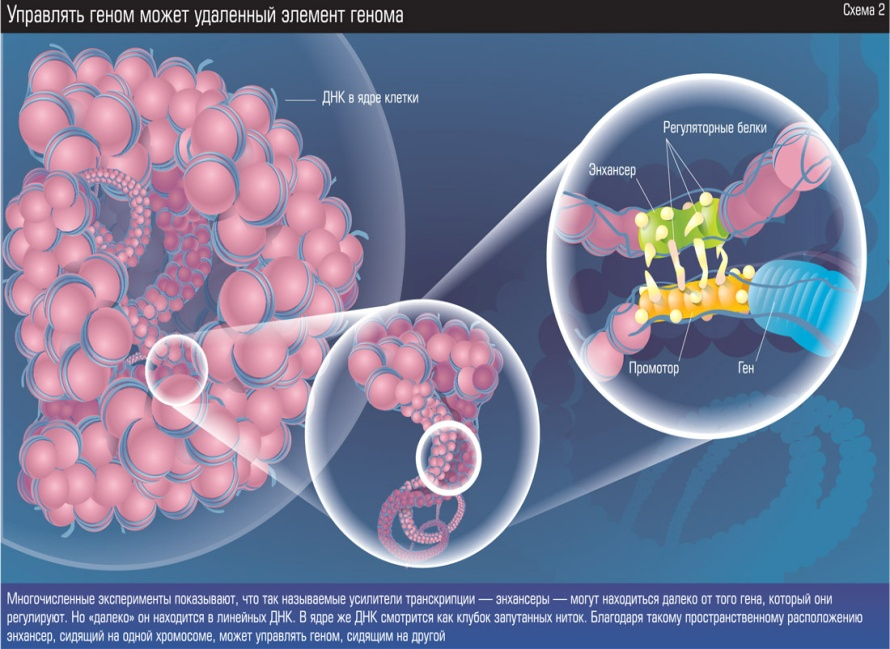 Управлять геном может удаленный элемент генома
Схема 2
ДНК в ядре клетки
Регуляторные белки
Энхансер
Промотор
Ген
Многочисленные эксперименты показывают, что так называемые усилители транскрипции — энхансеры — могут находиться далеко от того гена, который они
регулируют. Но «далеко» он находится в линейных ДНК. В ядре же ДНК смотрится как клубок запутанных ниток. Благодаря такому пространственному расположению
энхансер, сидящий на одной хромосоме, может управлять геном, сидящим на другой